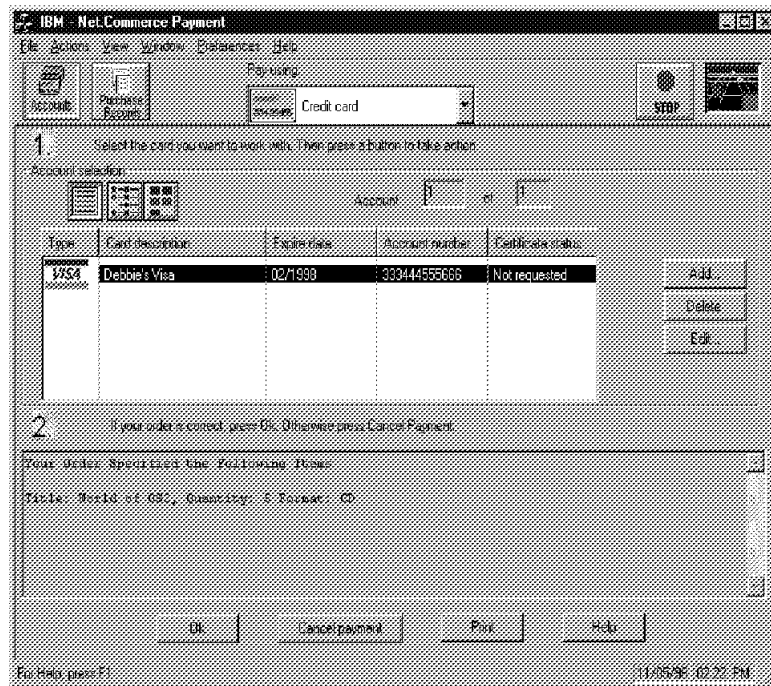 IBM - Net.Commerce Payment
File Actions View Window Preferences Help
Accounts
Purchase Records
Pay using
Credit card
STOP
1. Select the card you want to work with. Then press a button to take action.
Account selection
Account 1 of 1
Type Card description Expire date Account number Certificate status
VISA Debbie's Visa 02/1998 333444555666 Not requested
Add...
Delete
Edit...
2. If your order is correct, press Ok. Otherwise press Cancel Payment.
Your Order Specified the Following Items
Title: World of OS2, Quantity: 5 Format: CD
Ok Cancel payment Print Help
For Help, press F1 11/05/96 02:22 PM